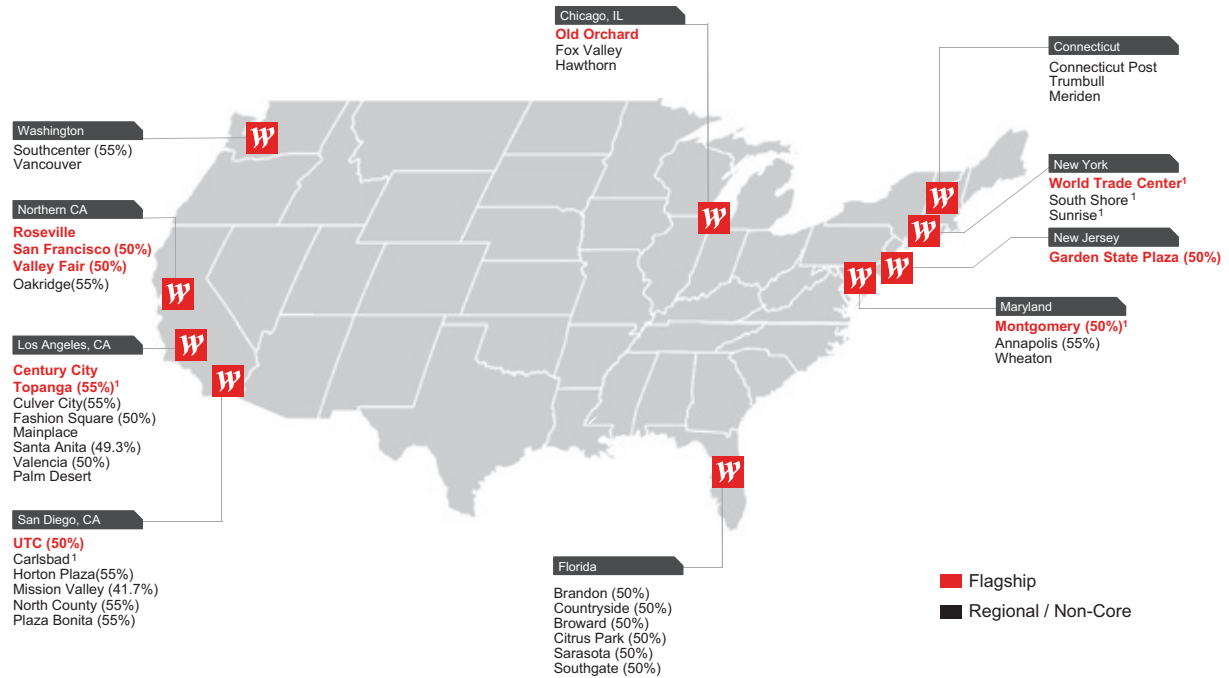 Chicago, IL
Old Orchard
Fox Valley
Hawthorn
Connecticut
Connecticut Post
Trumbull
Meriden
Washington
Southcenter (55%)
Vancouver
New York
World Trade Center¹
South Shore ¹
Sunrise¹
Northern CA
Roseville
San Francisco (50%)
Valley Fair (50%)
Oakridge(55%)
New Jersey
Garden State Plaza (50%)
Maryland
Montgomery (50%)¹
Annapolis (55%)
Wheaton
Los Angeles, CA
Century City
Topanga (55%)¹
Culver City(55%)
Fashion Square (50%)
Mainplace
Santa Anita (49.3%)
Valencia (50%)
Palm Desert
San Diego, CA
UTC (50%)
Carlsbad¹
Horton Plaza(55%)
Mission Valley (41.7%)
North County (55%)
Plaza Bonita (55%)
Florida
Brandon (50%)
Countryside (50%)
Broward (50%)
Citrus Park (50%)
Sarasota (50%)
Southgate (50%)
Flagship
Regional / Non-Core
W
W
W
W
W
W
W
W
W
W